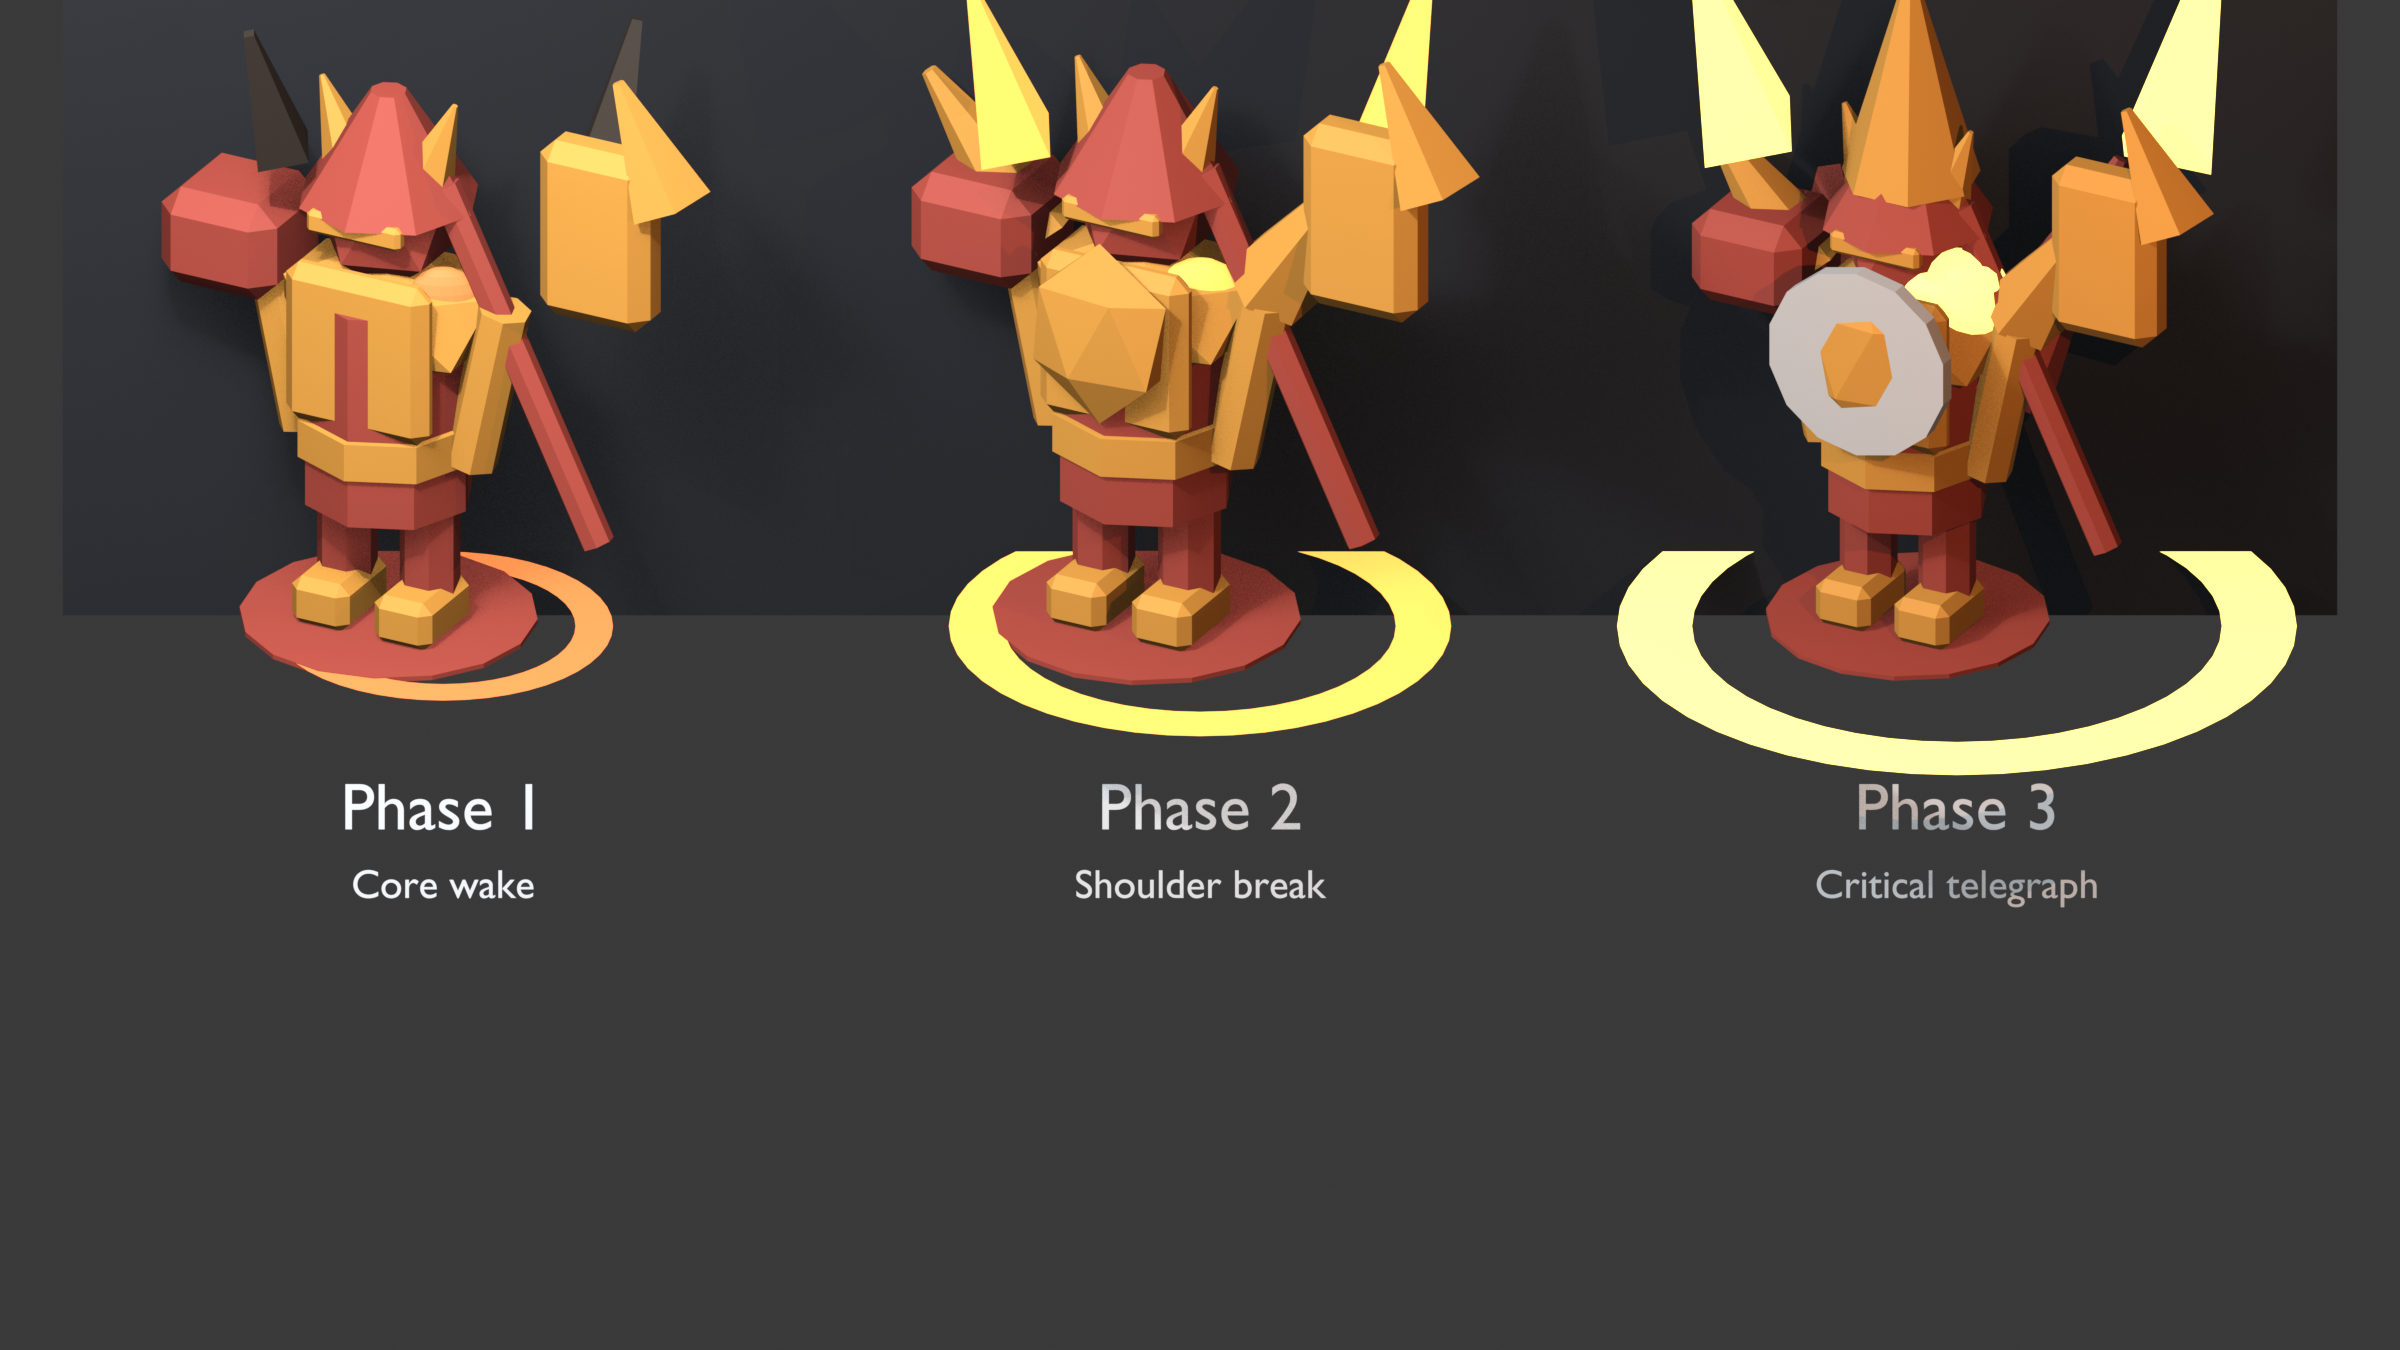 Phase 1
Core wake
Phase 2
Shoulder break
Phase 3
Critical telegraph